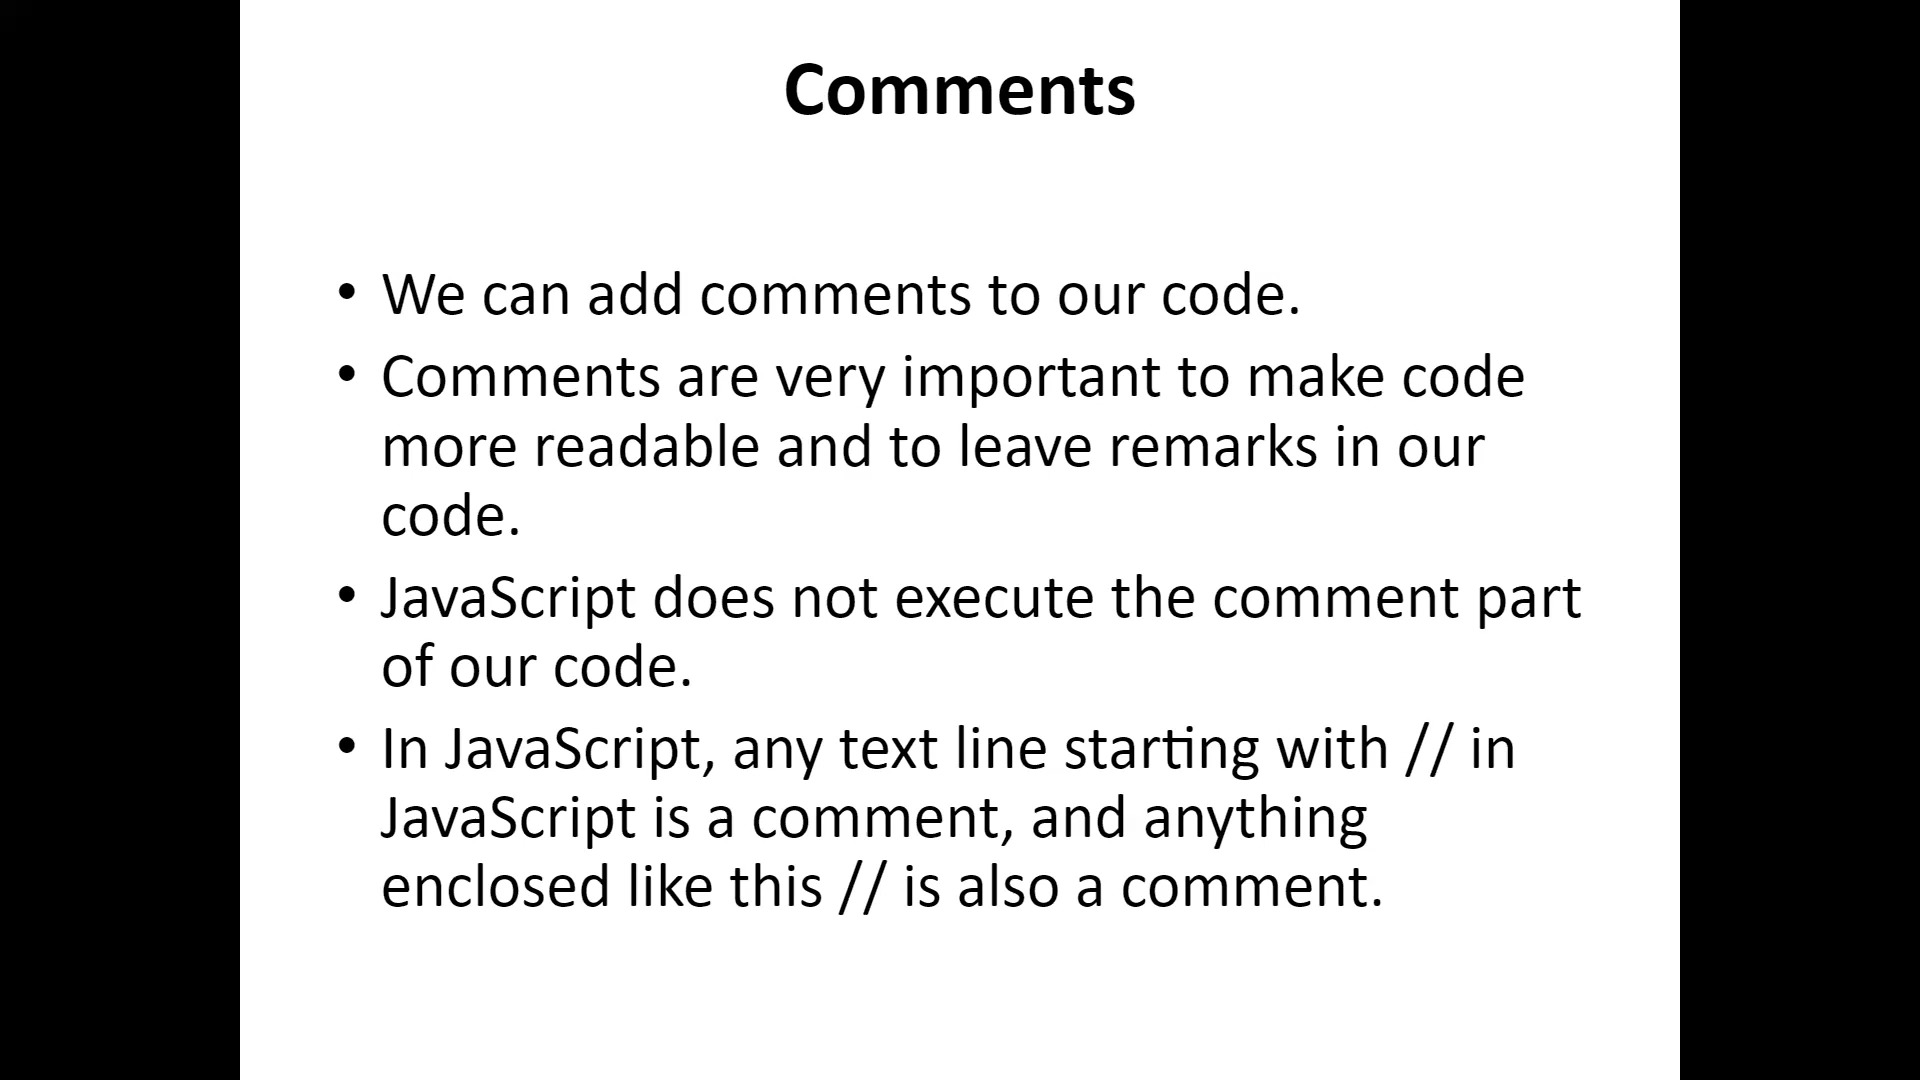 Comments
• We can add comments to our code.
• Comments are very important to make code
more readable and to leave remarks in our
code.
• JavaScript does not execute the comment part
of our code.
• In JavaScript, any text line starting with // in
JavaScript is a comment, and anything
enclosed like this // is also a comment.